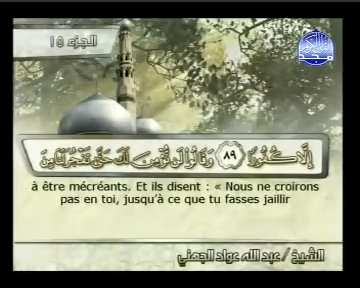 الجزء ١٥
المجد
إِلَّا كُفُورًا ٨٩ وَقَالُوا لَن نُّؤْمِنَ لَكَ حَتَّىٰ تَفْجُرَ لَنَا مِنَ
à être mécréants. Et ils disent : « Nous ne croirons
pas en toi, jusqu'à ce que tu fasses jaillir
الشيخ / عبد الله عواد الجهني